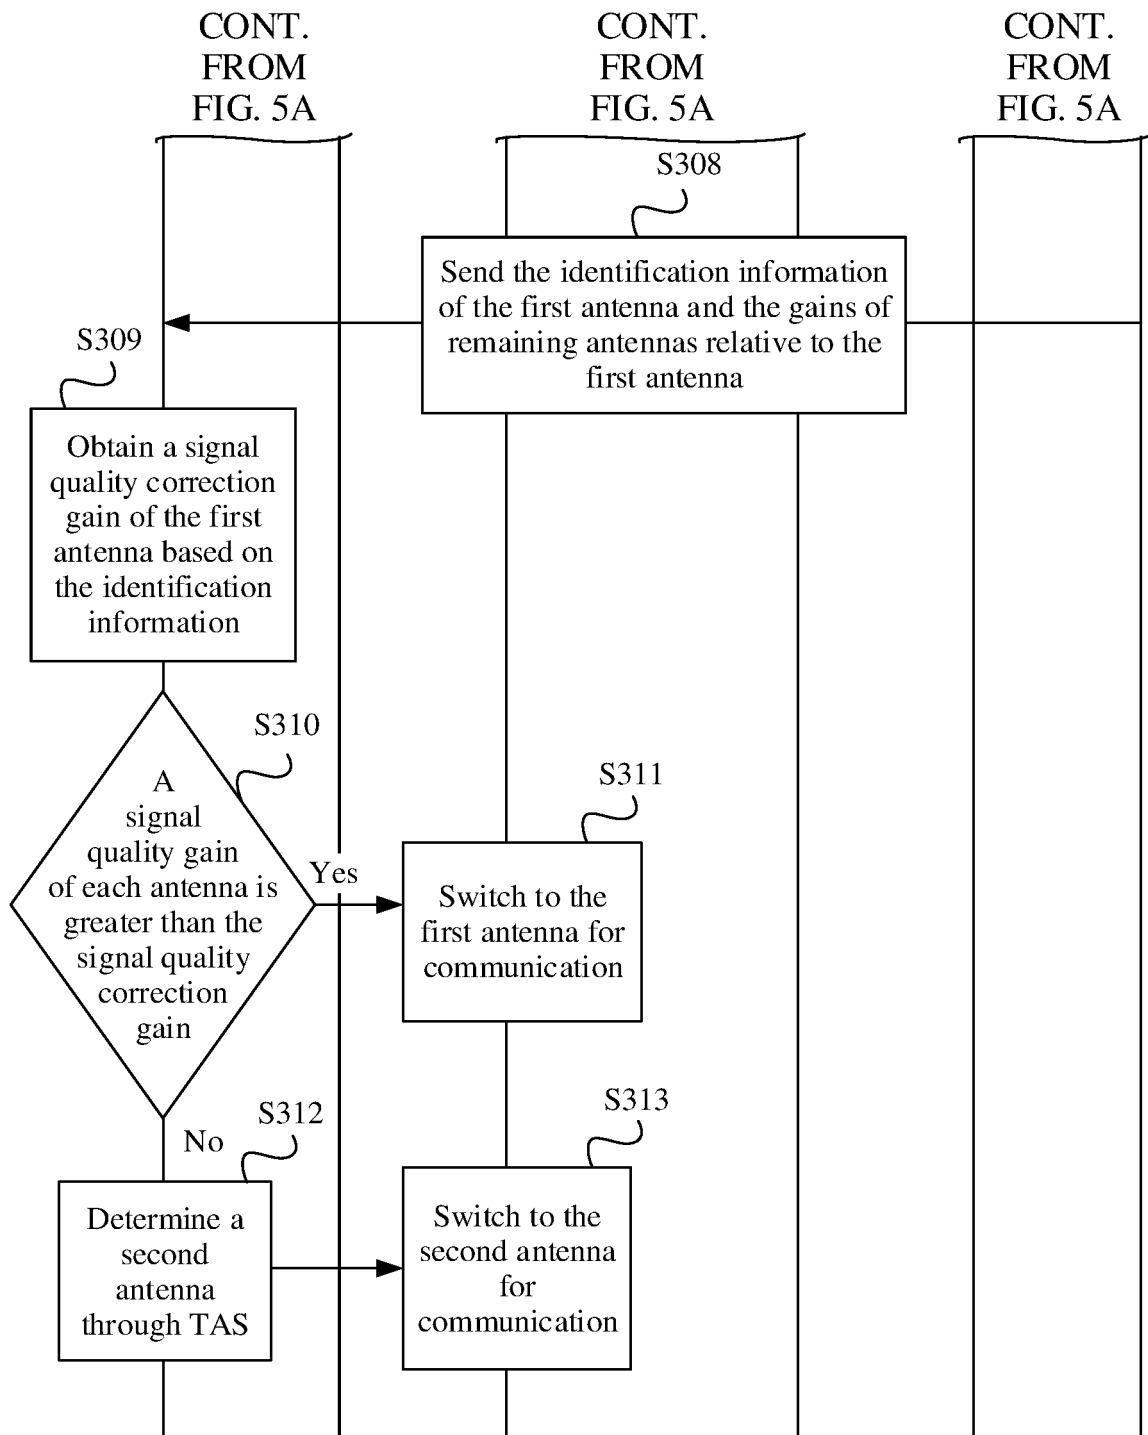 CONT.
FROM
FIG. 5A
CONT.
FROM
FIG. 5A
CONT.
FROM
FIG. 5A
S308
Send the identification information
of the first antenna and the gains of
remaining antennas relative to the
first antenna
S309
Obtain a signal
quality correction
gain of the first
antenna based on
the identification
information
S310
A
signal
quality gain
of each antenna is
greater than the
signal quality
correction
gain
Yes
S311
Switch to the
first antenna for
communication
No
S312
Determine a
second
antenna
through TAS
S313
Switch to the
second antenna
for
communication